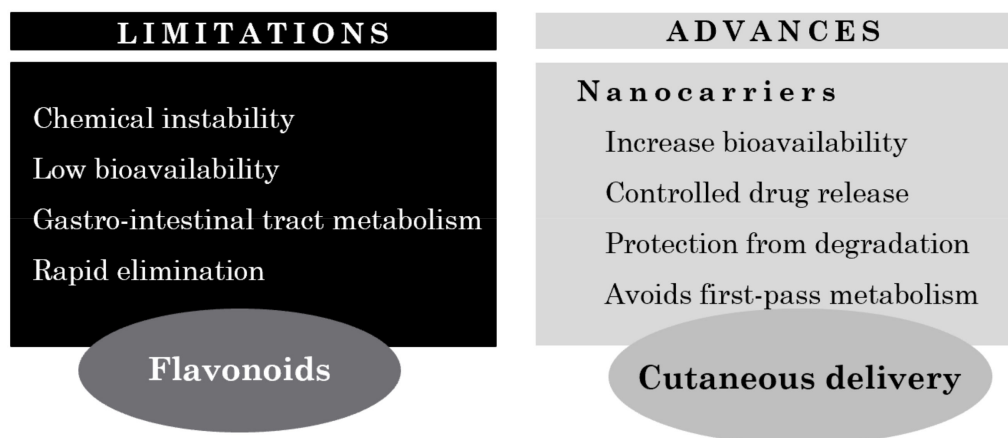 LIMITATIONS
Chemical instability
Low bioavailability
Gastro-intestinal tract metabolism
Rapid elimination
Flavonoids
ADVANCES
Nanocarriers
Increase bioavailability
Controlled drug release
Protection from degradation
Avoids first-pass metabolism
Cutaneous delivery